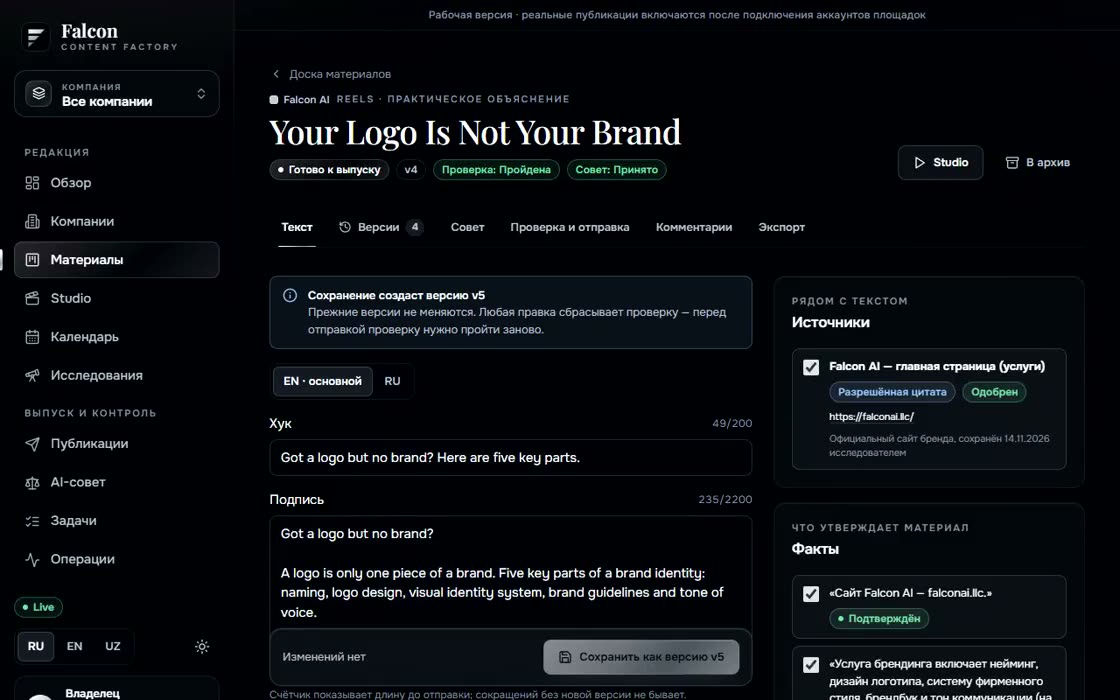 Рабочая версия · реальные публикации включаются после подключения аккаунтов площадок
Falcon
CONTENT FACTORY
КОМПАНИЯ
Все компании
РЕДАКЦИЯ
Обзор
Компании
Материалы
Studio
Календарь
Исследования
ВЫПУСК И КОНТРОЛЬ
Публикации
AI-совет
Задачи
Операции
Live
RU EN UZ
Владелец
Доска материалов
Falcon AI REELS · ПРАКТИЧЕСКОЕ ОБЪЯСНЕНИЕ
Your Logo Is Not Your Brand
Готово к выпуску v4 Проверка: Пройдена Совет: Принято
Studio В архив
Текст Версии 4 Совет Проверка и отправка Комментарии Экспорт
Сохранение создаст версию v5
Прежние версии не меняются. Любая правка сбрасывает проверку — перед
отправкой проверку нужно пройти заново.
EN · основной RU
Хук 49/200
Got a logo but no brand? Here are five key parts.
Подпись 235/2200
Got a logo but no brand?
A logo is only one piece of a brand. Five key parts of a brand identity:
naming, logo design, visual identity system, brand guidelines and tone of
voice.
Изменений нет Сохранить как версию v5
Счётчик показывает длину до отправки; сокращений без новой версии не бывает.
РЯДОМ С ТЕКСТОМ
Источники
Falcon AI — главная страница (услуги)
Разрешённая цитата Одобрен
https://falconai.llc/
Официальный сайт бренда, сохранён 14.11.2026
исследователем
ЧТО УТВЕРЖДАЕТ МАТЕРИАЛ
Факты
«Сайт Falcon AI — falconai.llc.»
Подтверждён
«Услуга брендинга включает нейминг,
дизайн логотипа, систему фирменного
стиля, брендбук и тон коммуникации (на